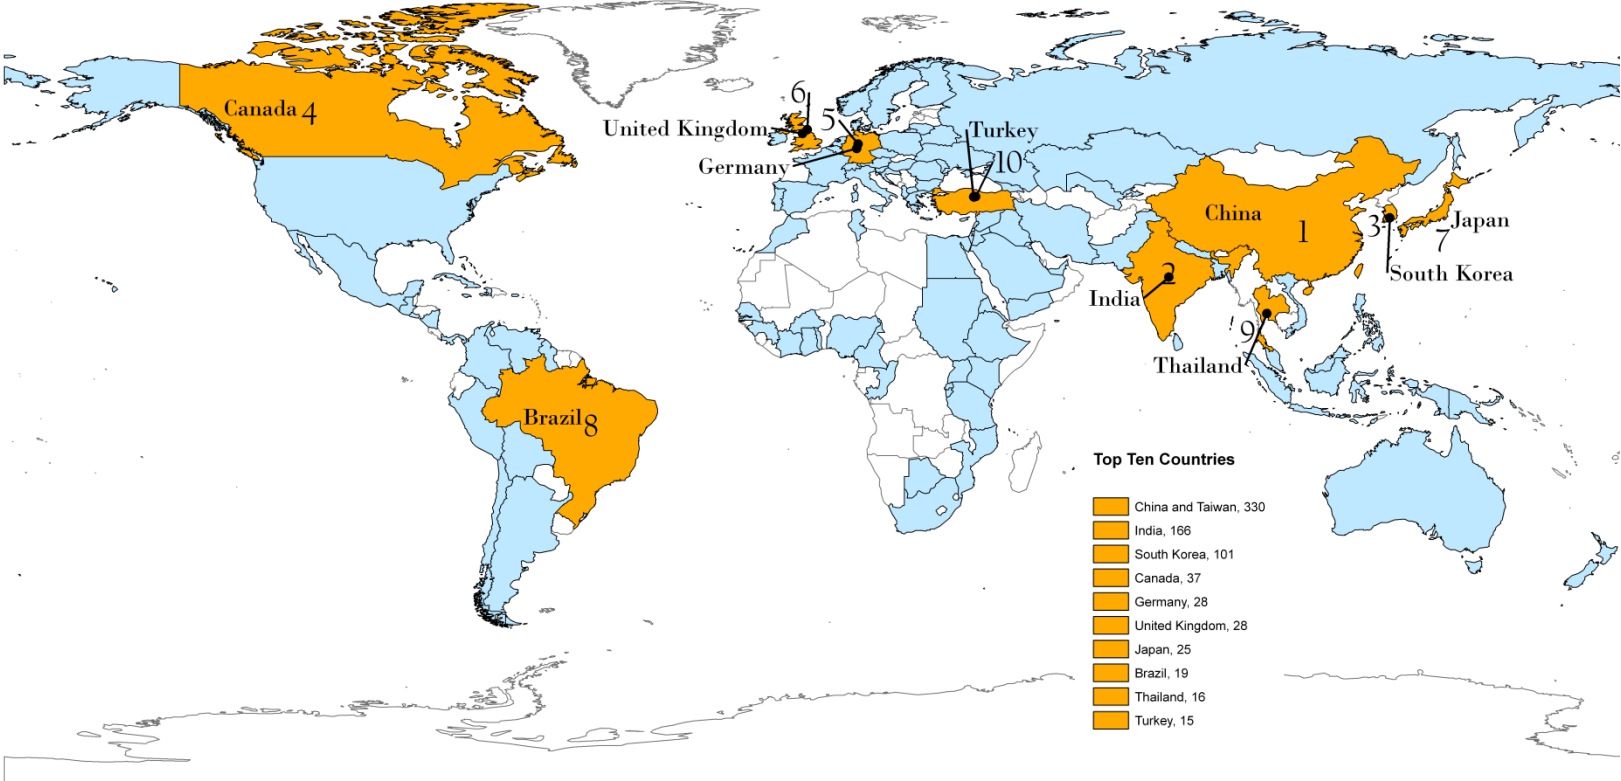 Canada 4
6
United Kingdom
5
Germany
Turkey
10
China
1
3
Japan
7
South Korea
2
India
9
Thailand
Brazil 8
Top Ten Countries
China and Taiwan, 330
India, 166
South Korea, 101
Canada, 37
Germany, 28
United Kingdom, 28
Japan, 25
Brazil, 19
Thailand, 16
Turkey, 15